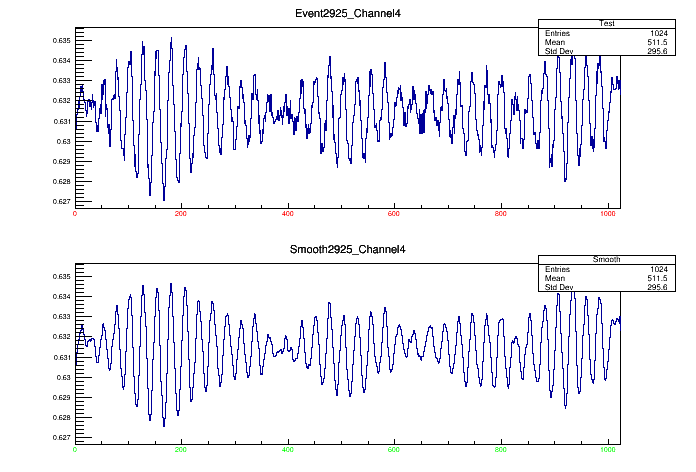 Event2925_Channel4
Test
Entries 1024
Mean 511.5
Std Dev 295.6
0.635
0.634
0.633
0.632
0.631
0.63
0.629
0.628
0.627
0 200 400 600 800 1000
Smooth2925_Channel4
Smooth
Entries 1024
Mean 511.5
Std Dev 295.6
0.635
0.634
0.633
0.632
0.631
0.63
0.629
0.628
0.627
0 200 400 600 800 1000